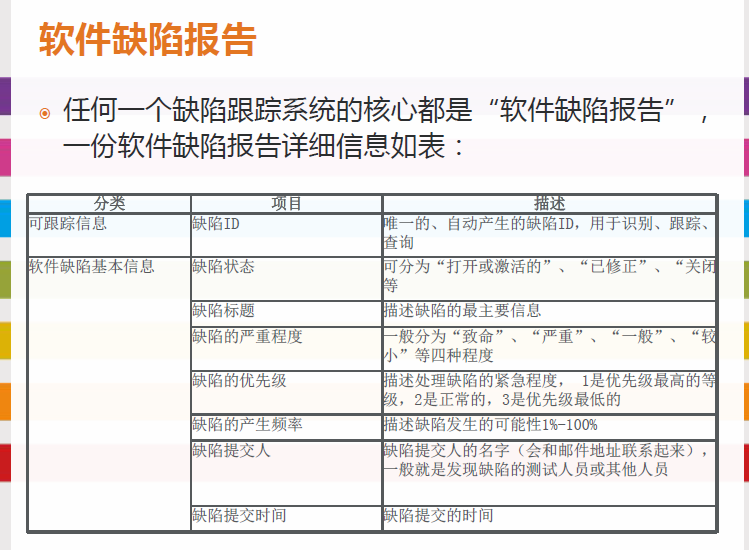 软件缺陷报告
任何一个缺陷跟踪系统的核心都是“软件缺陷报告”，
一份软件缺陷报告详细信息如表：
分类 项目 描述
可跟踪信息 缺陷ID 唯一的、自动产生的缺陷ID，用于识别、跟踪、
查询
软件缺陷基本信息 缺陷状态 可分为“打开或激活的”、“已修正”、“关闭
等
缺陷标题 描述缺陷的最主要信息
缺陷的严重程度 一般分为“致命”、“严重”、“一般”、“较
小”等四种程度
缺陷的优先级 描述处理缺陷的紧急程度， 1是优先级最高的等
级，2是正常的，3是优先级最低的
缺陷的产生频率 描述缺陷发生的可能性1%-100%
缺陷提交人 缺陷提交人的名字（会和邮件地址联系起来），
一般就是发现缺陷的测试人员或其他人员
缺陷提交时间 缺陷提交的时间